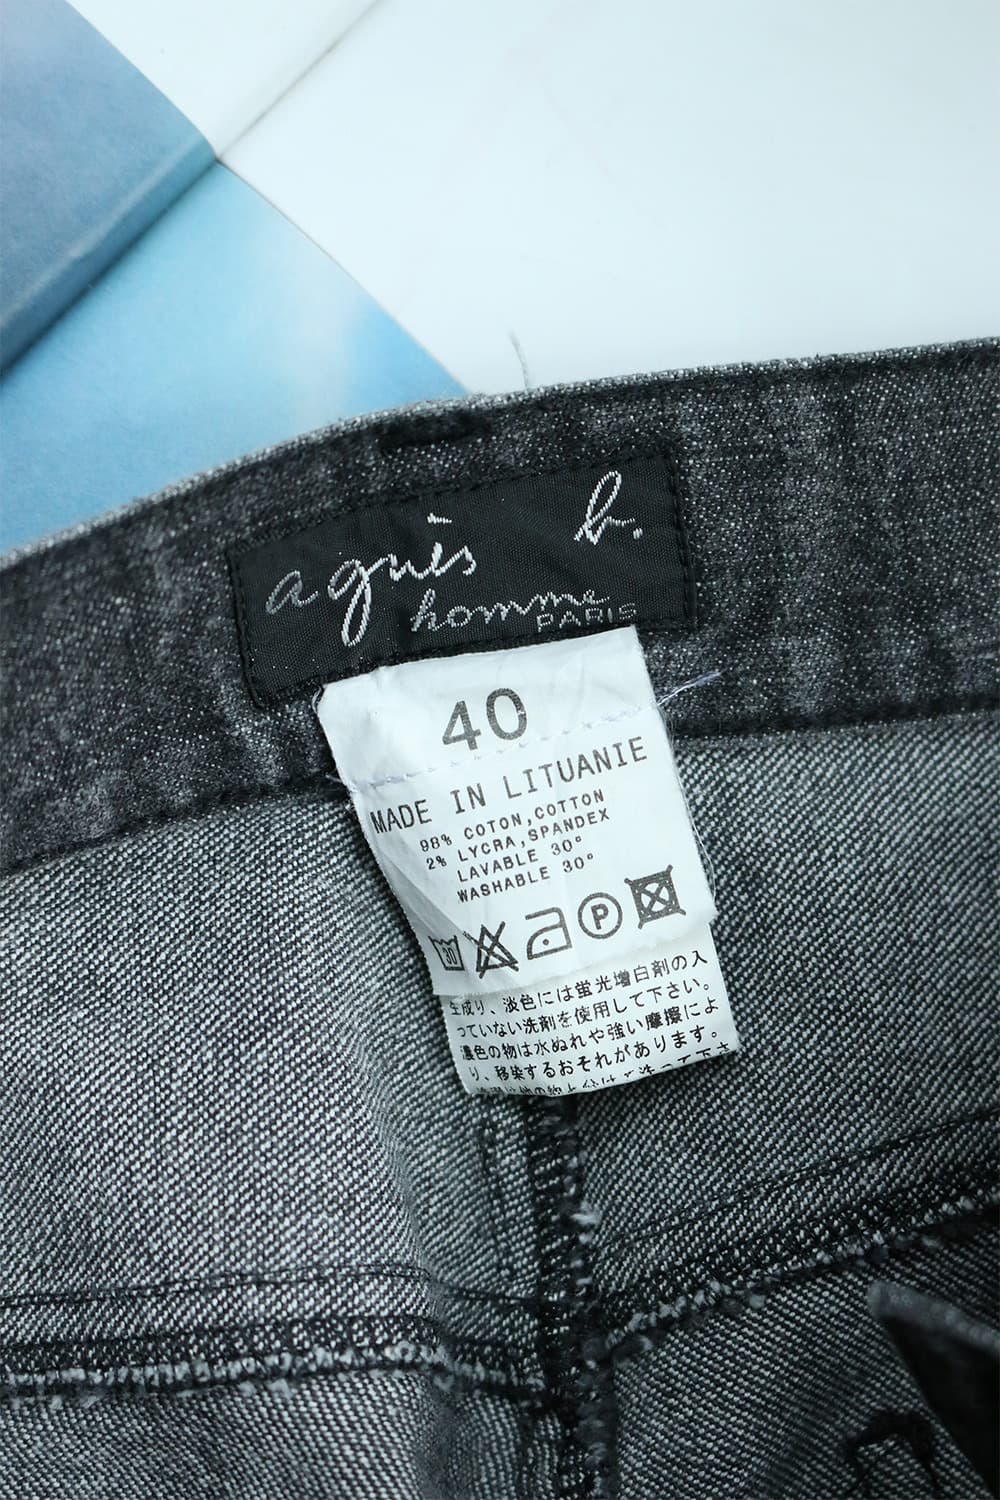 agnès b.
homme
PARIS
40
MADE IN LITUANIE
98% COTON,COTTON
2% LYCRA,SPANDEX
LAVABLE 30°
WASHABLE 30°
30
P
生成り、淡色には蛍光増白剤の入
っていない洗剤を使用して下さい。
濃色の物は水ぬれや強い摩擦によ
り、移染するおそれがあります。